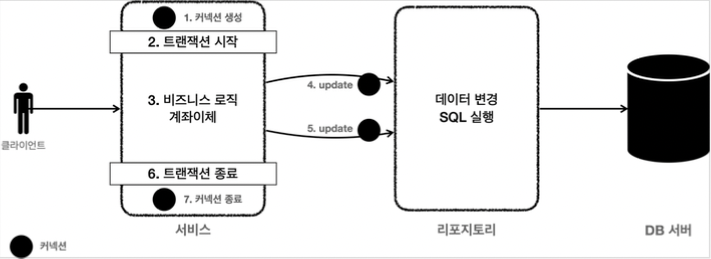 1. 커넥션 생성
2. 트랜잭션 시작
3. 비즈니스 로직
계좌이체
4. update
5. update
6. 트랜잭션 종료
7. 커넥션 종료
데이터 변경
SQL 실행
클라이언트
서비스
리포지토리
DB 서버
커넥션